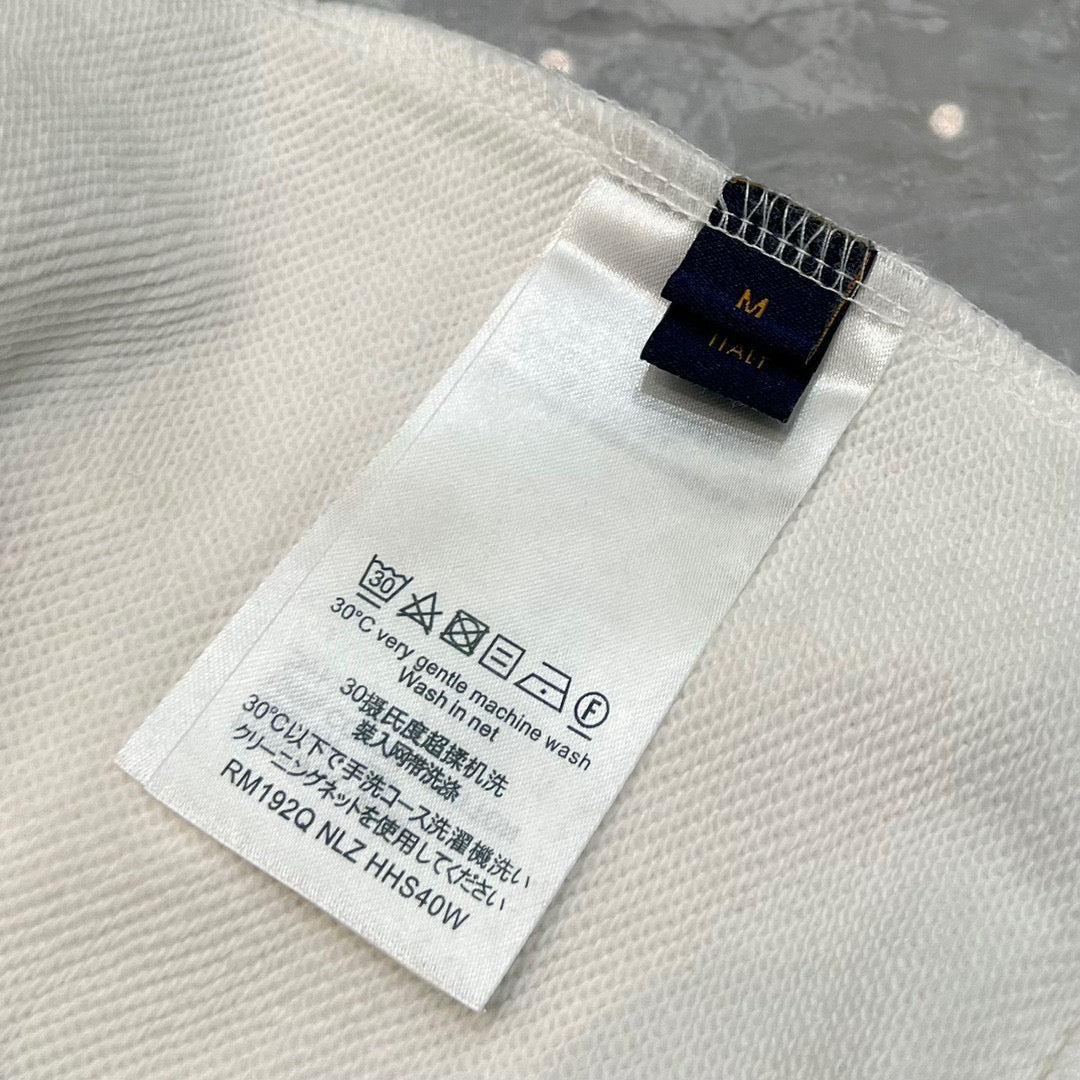 M
ITALY
30
F
30°C very gentle machine wash
Wash in net
30摄氏度超揉机洗
装入网带洗涤
30°C以下で手洗コース洗濯機洗い
クリーニングネットを使用してください
RM192Q NLZ HHS40W